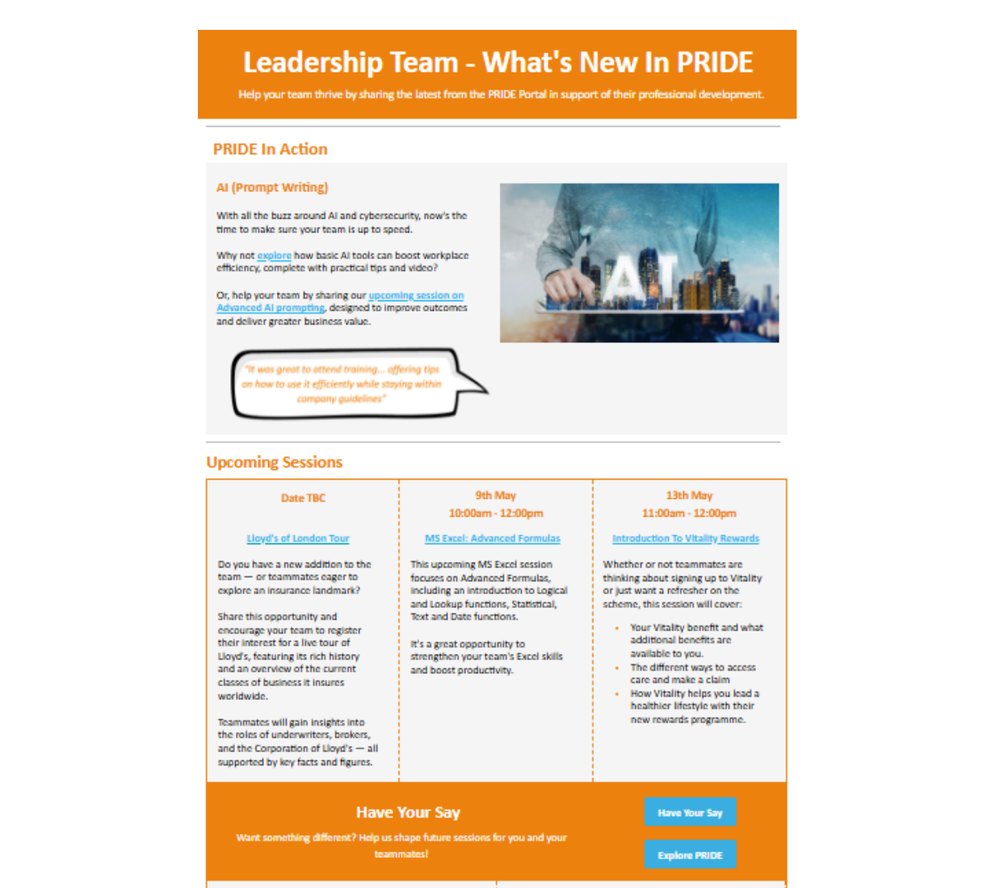 Leadership Team - What's New In PRIDE
Help your team thrive by sharing the latest from the PRIDE Portal in support of their professional development.
PRIDE In Action
AI (Prompt Writing)
With all the buzz around AI and cybersecurity, now's the
time to make sure your team is up to speed.
Why not explore how basic AI tools can boost workplace
efficiency, complete with practical tips and video?
Or, help your team by sharing our upcoming session on
Advanced AI prompting, designed to improve outcomes
and deliver greater business value.
AI
"It was great to attend training... offering tips
on how to use it efficiently while staying within
company guidelines"
Upcoming Sessions
Date TBC
Lloyd's of London Tour
Do you have a new addition to the
team — or teammates eager to
explore an insurance landmark?
Share this opportunity and
encourage your team to register
their interest for a live tour of
Lloyd's, featuring its rich history
and an overview of the current
classes of business it insures
worldwide.
Teammates will gain insights into
the roles of underwriters, brokers,
and the Corporation of Lloyd's — all
supported by key facts and figures.
9th May
10:00am - 12:00pm
MS Excel: Advanced Formulas
This upcoming MS Excel session
focuses on Advanced Formulas,
including an introduction to Logical
and Lookup functions, Statistical,
Text and Date functions.
It's a great opportunity to
strengthen your team's Excel skills
and boost productivity.
13th May
11:00am - 12:00pm
Introduction To Vitality Rewards
Whether or not teammates are
thinking about signing up to Vitality
or just want a refresher on the
scheme, this session will cover:
• Your Vitality benefit and what
additional benefits are
available to you.
• The different ways to access
care and make a claim
• How Vitality helps you lead a
healthier lifestyle with their
new rewards programme.
Have Your Say
Want something different? Help us shape future sessions for you and your
teammates!
Have Your Say
Explore PRIDE